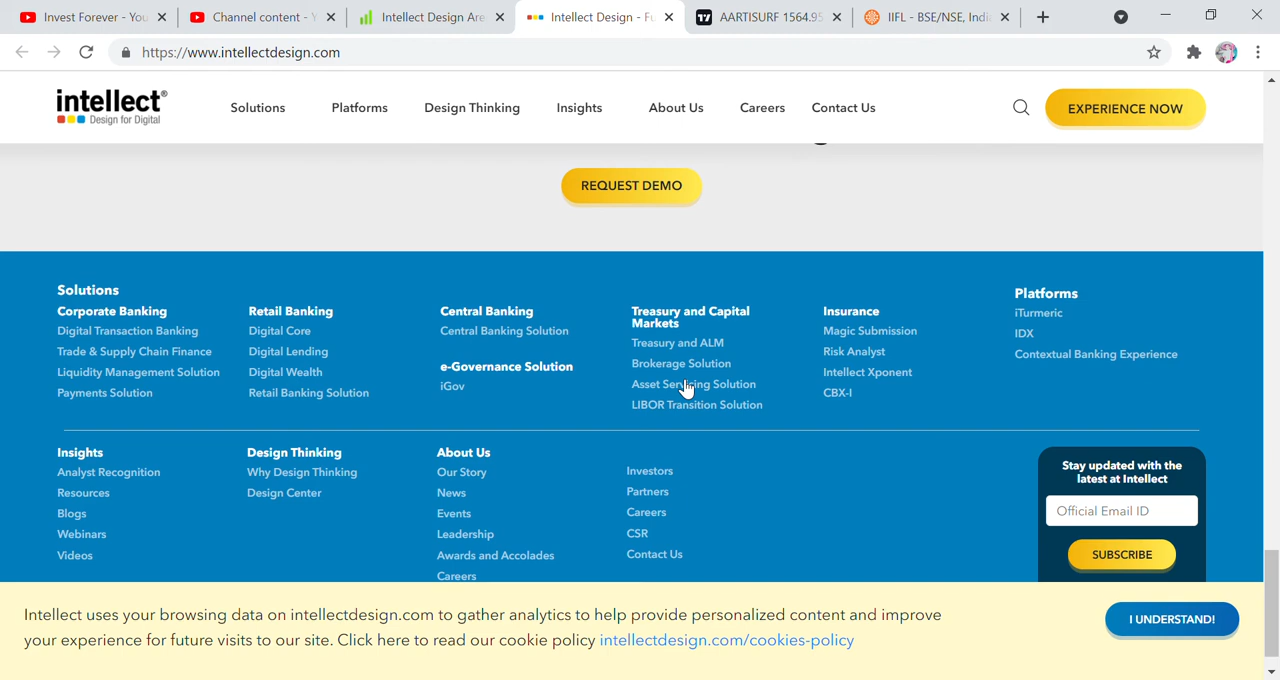 Invest Forever - You
Channel content - Y
Intellect Design Are
Intellect Design - Fu
AARTISURF 1564.95
IIFL - BSE/NSE, Indi
https://www.intellectdesign.com
intellect®
Design for Digital
Solutions
Platforms
Design Thinking
Insights
About Us
Careers
Contact Us
EXPERIENCE NOW
REQUEST DEMO
Solutions
Corporate Banking
Digital Transaction Banking
Trade & Supply Chain Finance
Liquidity Management Solution
Payments Solution
Retail Banking
Digital Core
Digital Lending
Digital Wealth
Retail Banking Solution
Central Banking
Central Banking Solution
e-Governance Solution
iGov
Treasury and Capital
Markets
Treasury and ALM
Brokerage Solution
Asset Servicing Solution
LIBOR Transition Solution
Insurance
Magic Submission
Risk Analyst
Intellect Xponent
CBX-I
Platforms
iTurmeric
IDX
Contextual Banking Experience
Insights
Analyst Recognition
Resources
Blogs
Webinars
Videos
Design Thinking
Why Design Thinking
Design Center
About Us
Our Story
News
Events
Leadership
Awards and Accolades
Careers
Investors
Partners
Careers
CSR
Contact Us
Stay updated with the
latest at Intellect
Official Email ID
SUBSCRIBE
Intellect uses your browsing data on intellectdesign.com to gather analytics to help provide personalized content and improve
your experience for future visits to our site. Click here to read our cookie policy intellectdesign.com/cookies-policy
I UNDERSTAND!